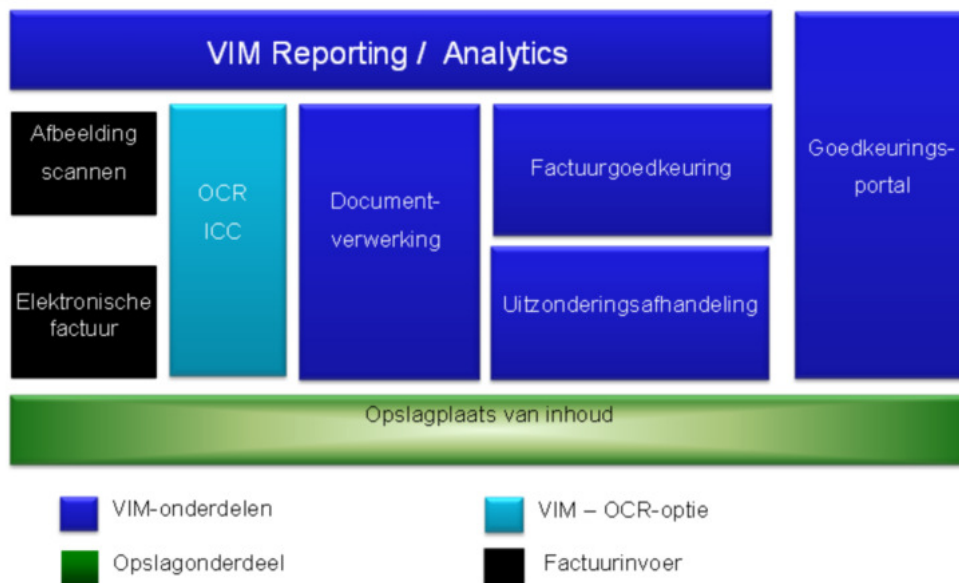 VIM Reporting / Analytics
Afbeelding
scannen
Elektronische
factuur
OCR
ICC
Document-
verwerking
Factuurgoedkeuring
Uitzonderingsafhandeling
Goedkeurings-
portal
Opslagplaats van inhoud
VIM-onderdelen
VIM – OCR-optie
Opslagonderdeel
Factuurinvoer